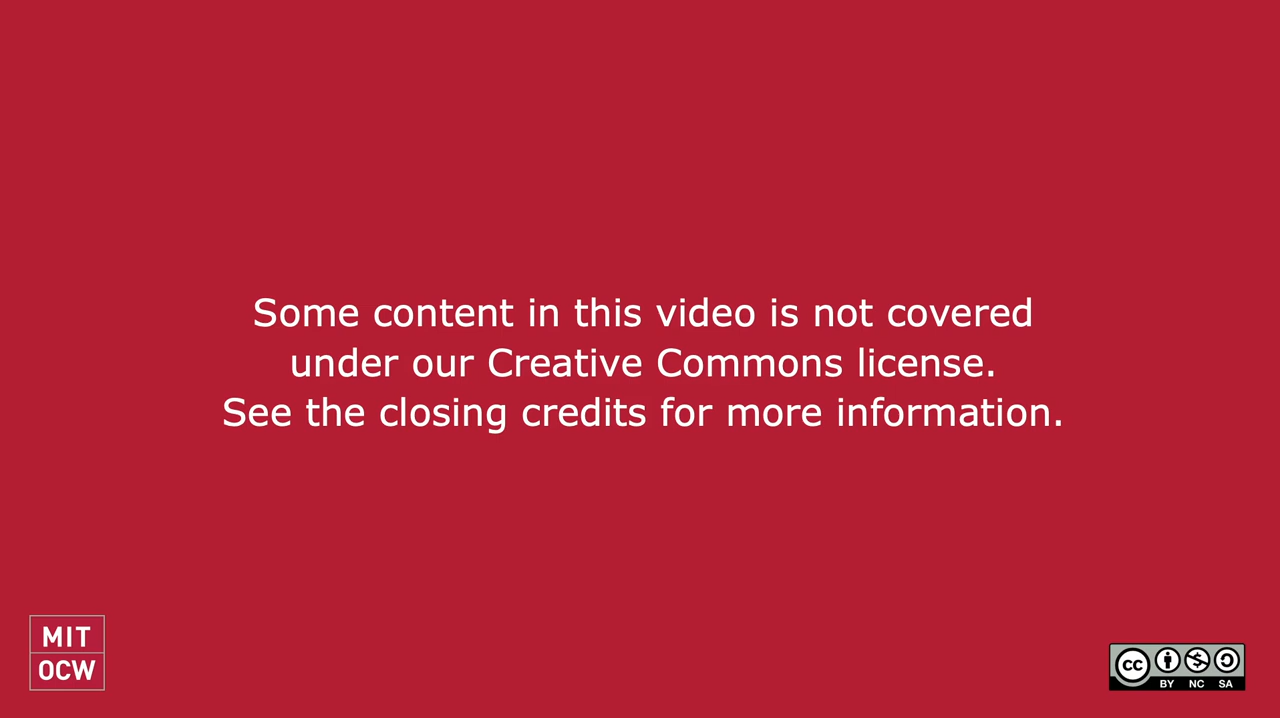 Some content in this video is not covered
under our Creative Commons license.
See the closing credits for more information.
MIT
OCW
cc
BY NC SA